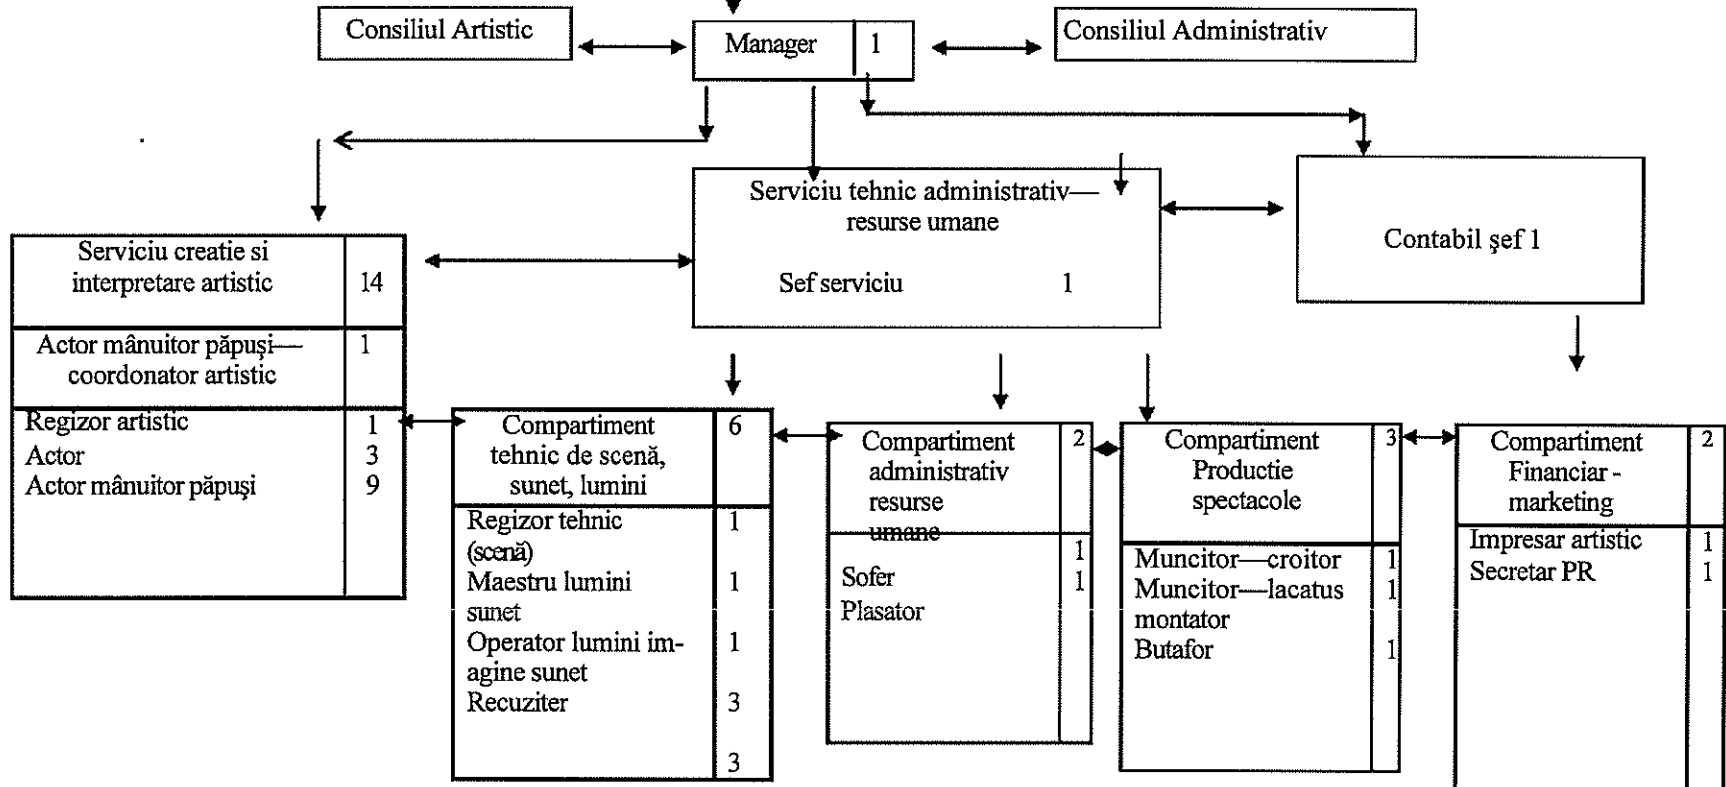 Consiliul Artistic
Manager 1
Consiliul Administrativ
Serviciu tehnic administrativ—
resurse umane
Sef serviciu 1
Contabil şef 1
Serviciu creatie si
interpretare artistic 14
Actor mânuitor păpuşi— 1
coordonator artistic
Regizor artistic 1
Actor 3
Actor mânuitor păpuşi 9
Compartiment 6
tehnic de scenă,
sunet, lumini
Regizor tehnic 1
(scenă)
Maestru lumini 1
sunet
Operator lumini im- 1
agine sunet
Recuziter 3
3
Compartiment 2
administrativ
resurse
umane
1
Sofer 1
Plasator
Compartiment 3
Productie
spectacole
Muncitor—croitor 1
Muncitor—lacatus 1
montator
Butafor 1
Compartiment 2
Financiar -
marketing
Impresar artistic 1
Secretar PR 1